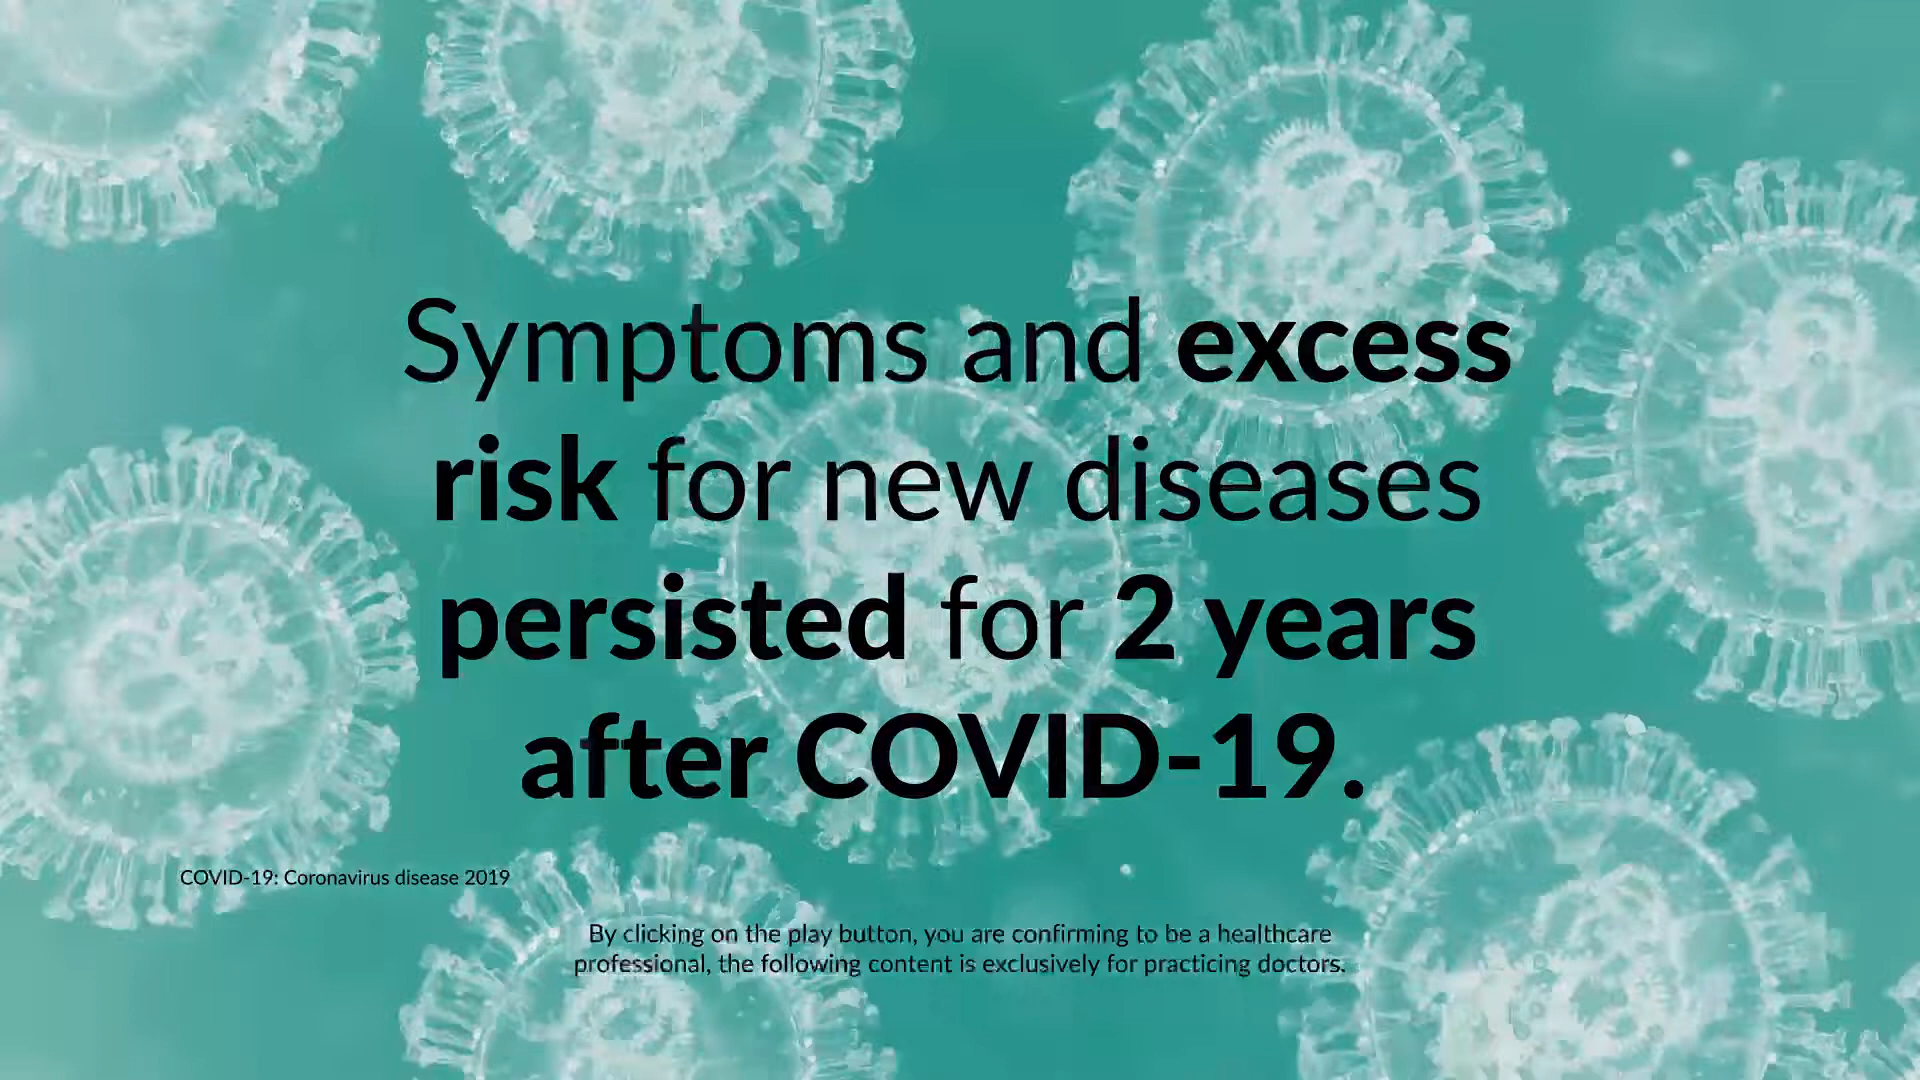 Symptoms and excess
risk for new diseases
persisted for 2 years
after COVID-19.
COVID-19: Coronavirus disease 2019
By clicking on the play button, you are confirming to be a healthcare
professional, the following content is exclusively for practicing doctors.